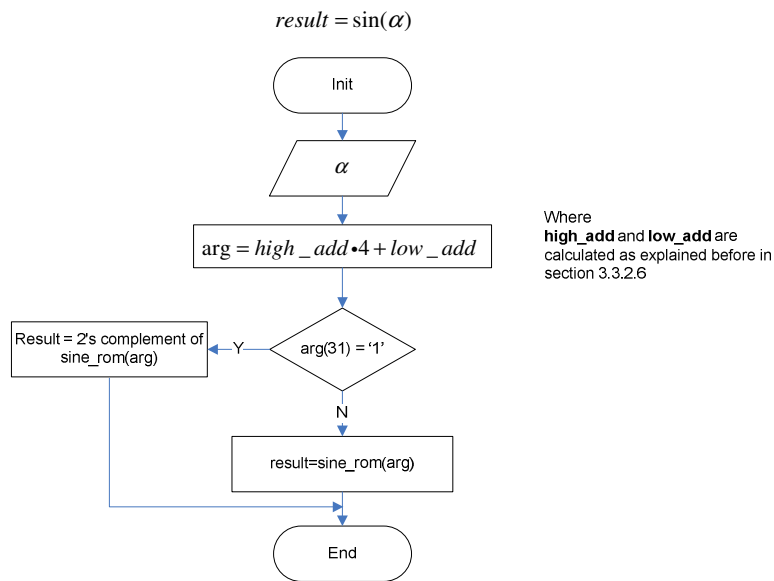 result = sin(α)
Init
α
arg = high_add•4 + low_add
Where
high_add and low_add are
calculated as explained before in
section 3.3.2.6
arg(31) = ‘1’
Y
Result = 2's complement of
sine_rom(arg)
N
result=sine_rom(arg)
End